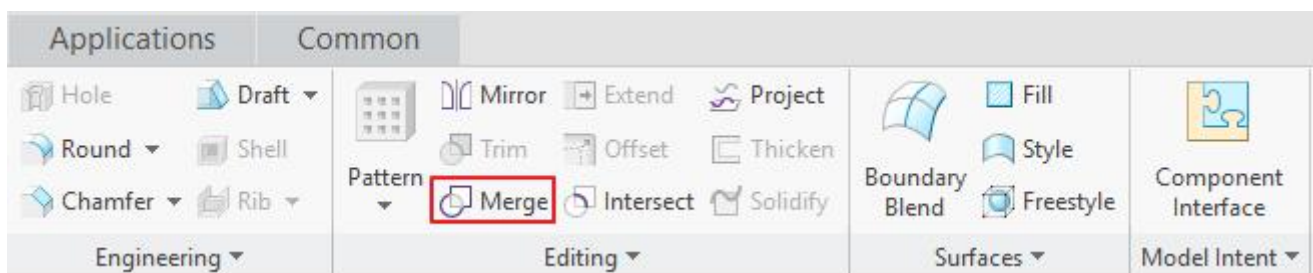 Applications Common
Hole Draft Mirror Extend Project Fill
Round Shell Trim Offset Thicken Style
Pattern Boundary Blend Component Interface
Chamfer Rib Merge Intersect Solidify Freestyle
Engineering Editing Surfaces Model Intent